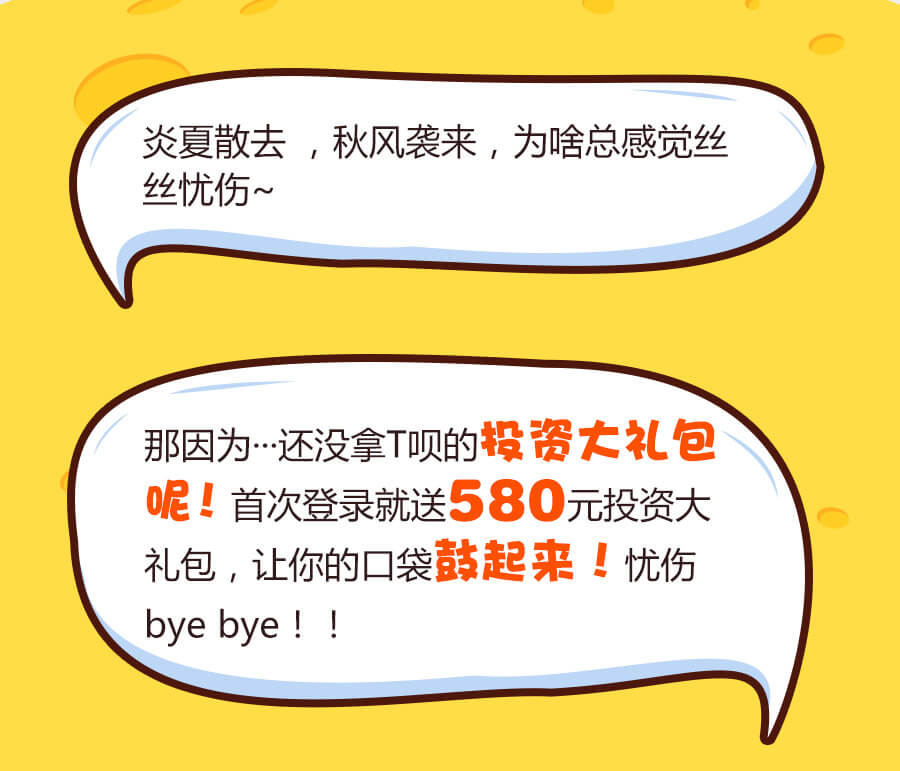 炎夏散去 ，秋风袭来，为啥总感觉丝
丝忧伤~
那因为···还没拿T呗的投资大礼包
呢！首次登录就送580元投资大
礼包，让你的口袋鼓起来！忧伤
bye bye！！